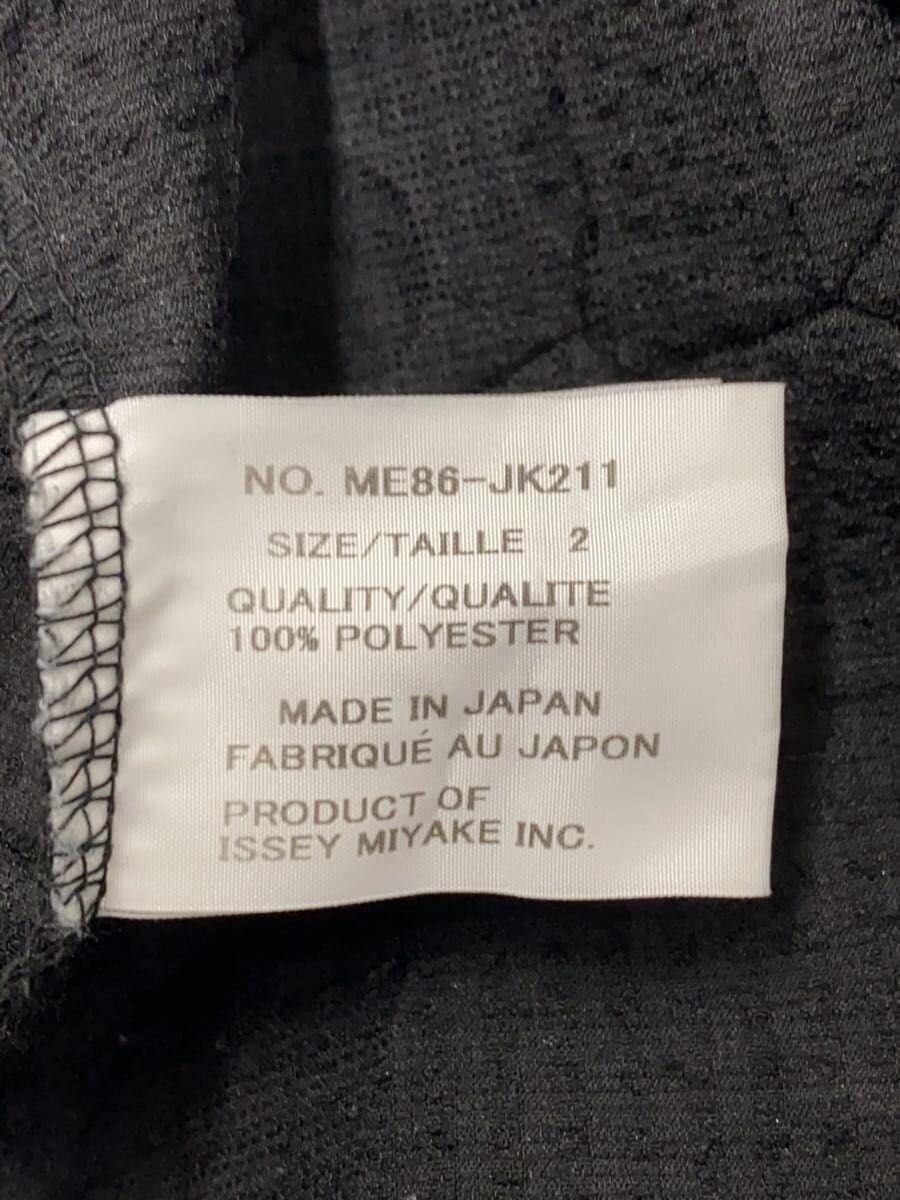 NO. ME86-JK211
SIZE/TAILLE 2
QUALITY/QUALITE
100% POLYESTER
MADE IN JAPAN
FABRIQUÉ AU JAPON
PRODUCT OF
ISSEY MIYAKE INC.